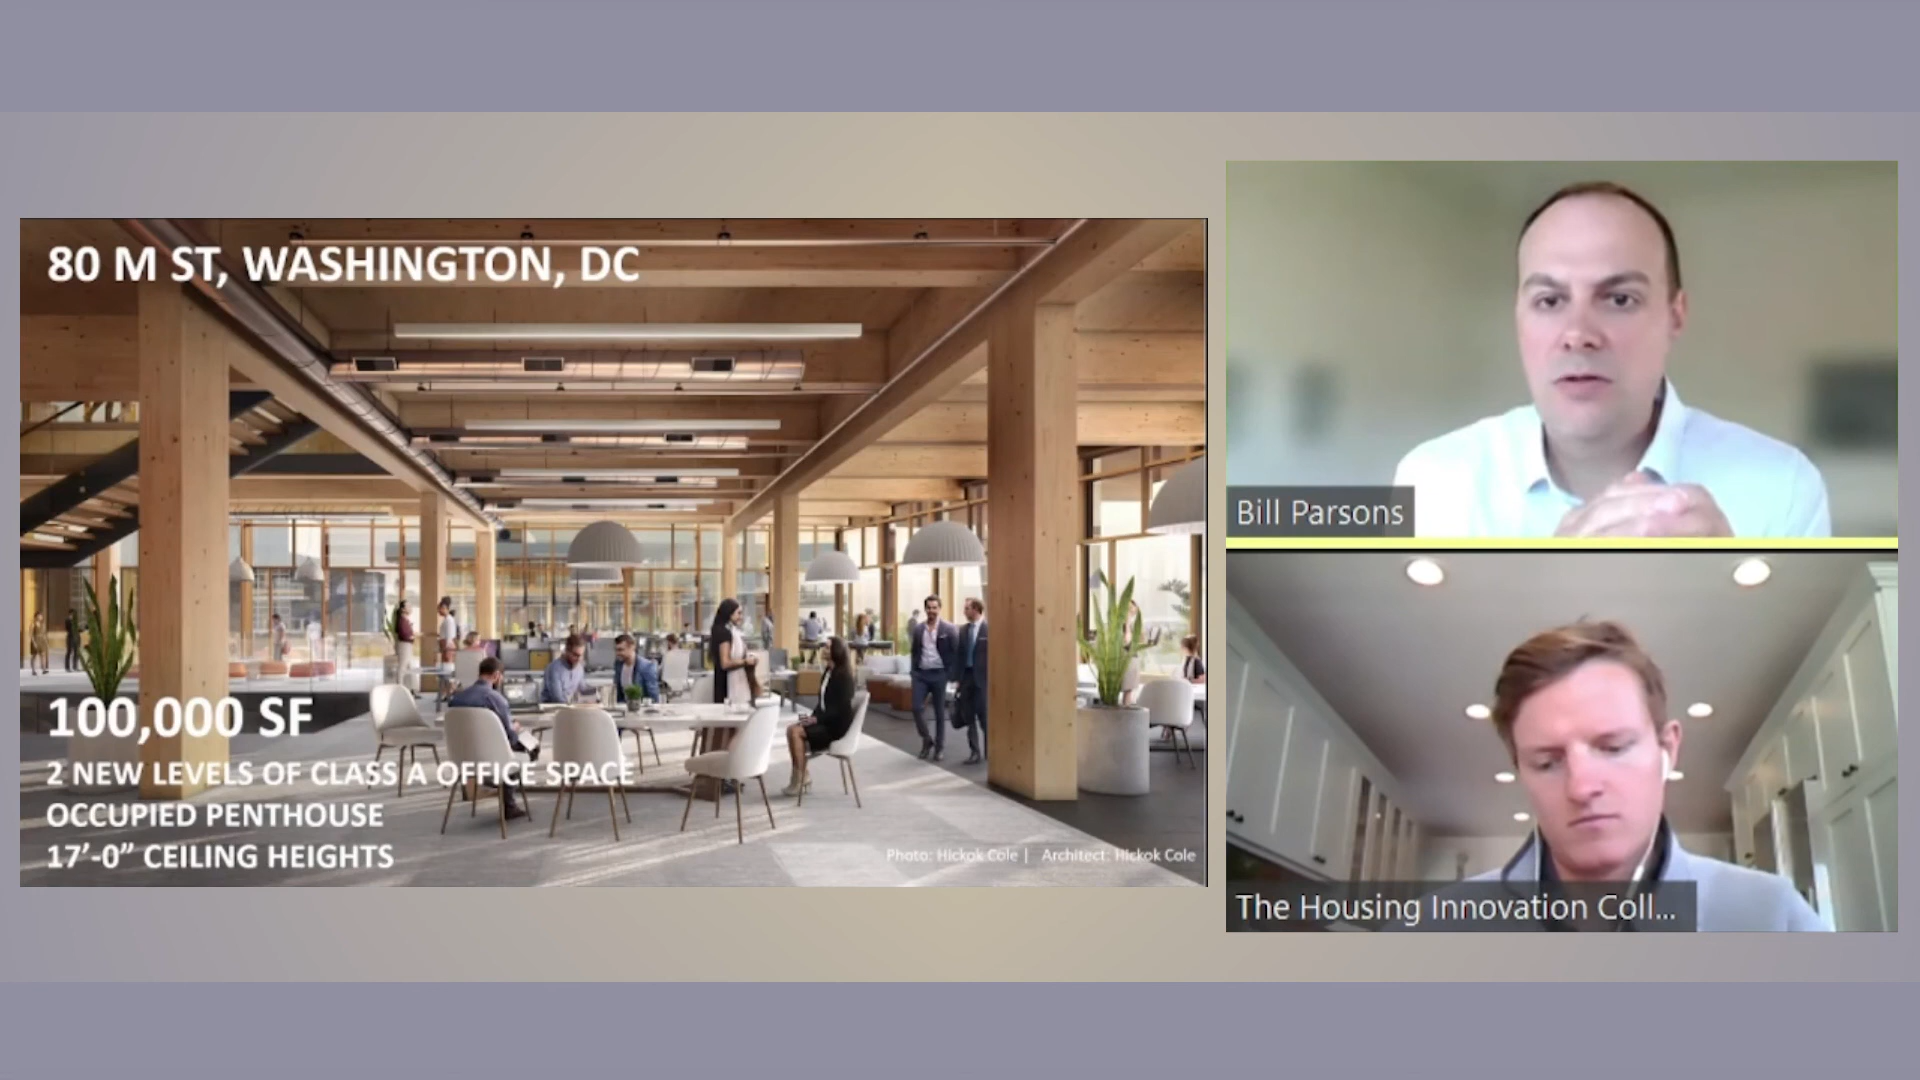 80 M ST, WASHINGTON, DC
100,000 SF
2 NEW LEVELS OF CLASS A OFFICE SPACE
OCCUPIED PENTHOUSE
17'-0" CEILING HEIGHTS
Photo: Hickok Cole | Architect: Hickok Cole
Bill Parsons
The Housing Innovation Coll...